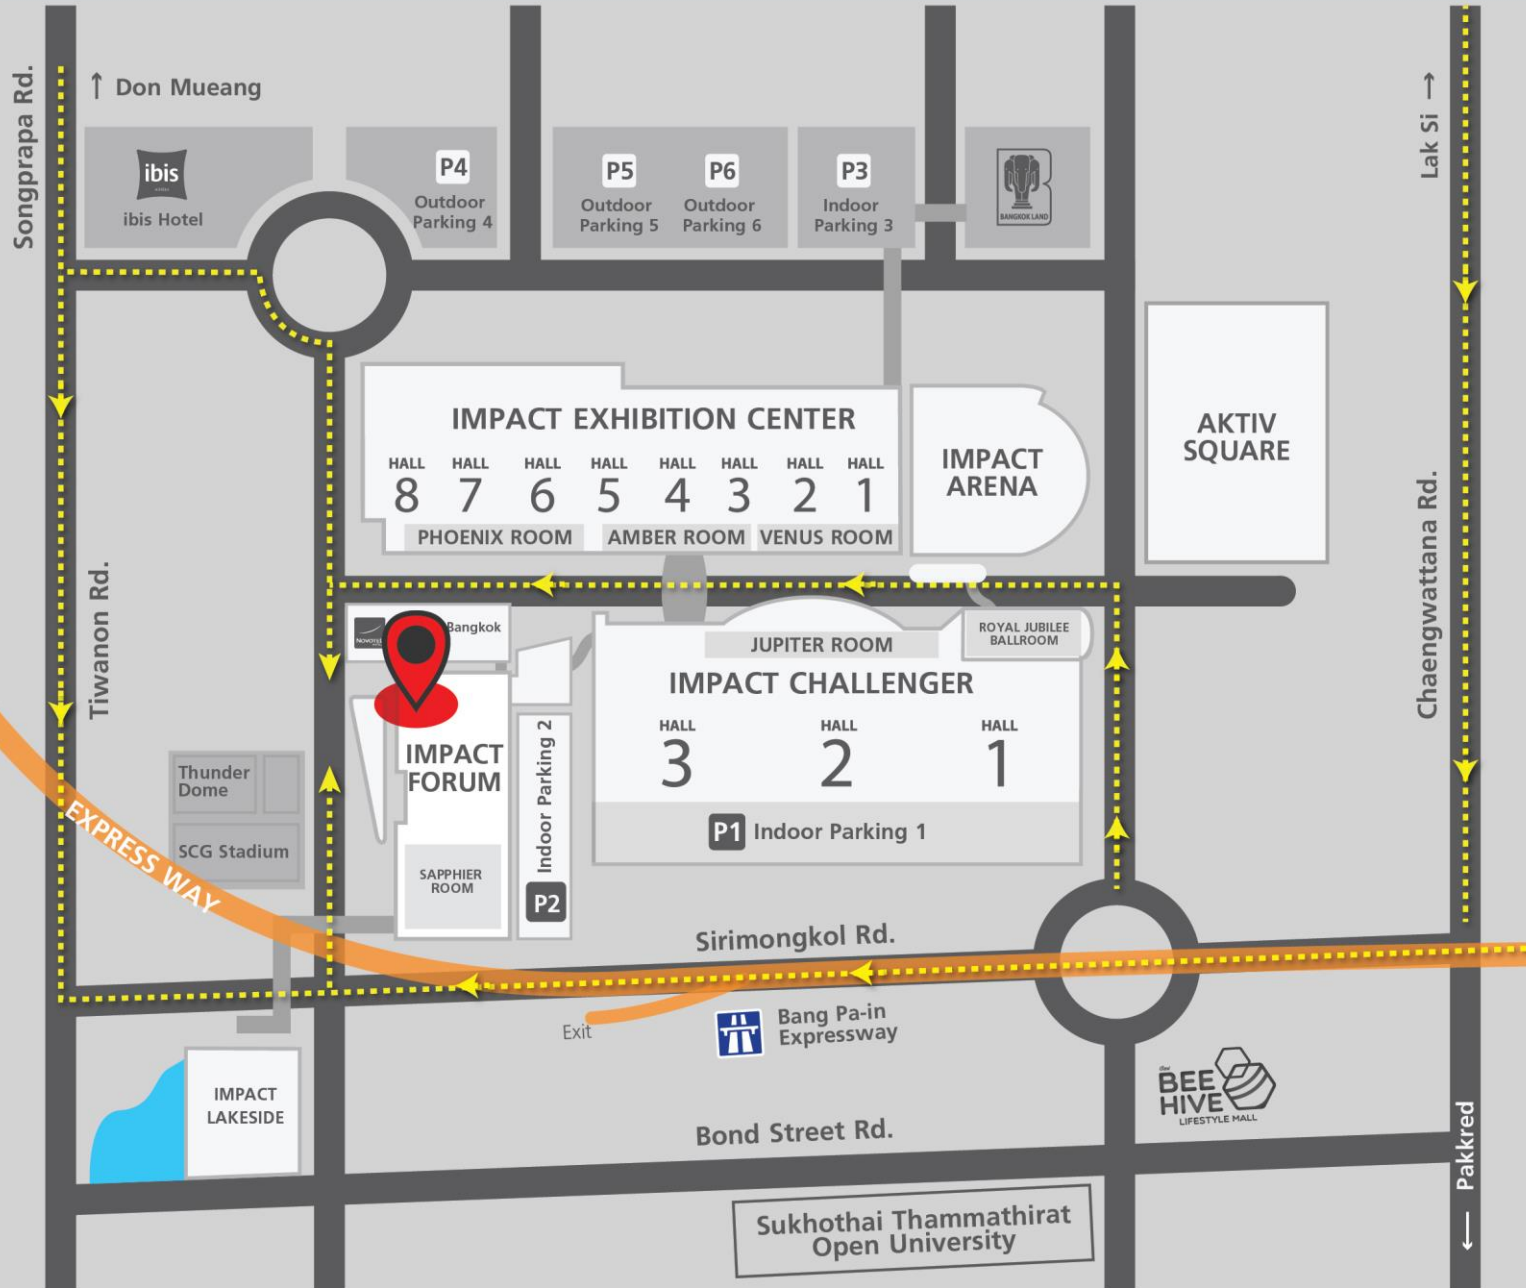 Songprapa Rd.
↑ Don Mueang
Lak Si →
ibis
ibis Hotel
P4
Outdoor
Parking 4
P5
Outdoor
Parking 5
P6
Outdoor
Parking 6
P3
Indoor
Parking 3
BANGKOK LAND
IMPACT EXHIBITION CENTER
HALL
8
HALL
7
HALL
6
HALL
5
HALL
4
HALL
3
HALL
2
HALL
1
PHOENIX ROOM
AMBER ROOM
VENUS ROOM
IMPACT
ARENA
AKTIV
SQUARE
Tiwanon Rd.
Chaengwattana Rd.
Bangkok
JUPITER ROOM
ROYAL JUBILEE
BALLROOM
IMPACT CHALLENGER
HALL
3
HALL
2
HALL
1
P1 Indoor Parking 1
IMPACT
FORUM
SAPPHIER
ROOM
Indoor Parking 2
P2
Thunder
Dome
SCG Stadium
EXPRESS WAY
Sirimongkol Rd.
Exit
Bang Pa-in
Expressway
IMPACT
LAKESIDE
BEE
HIVE
LIFESTYLE MALL
Bond Street Rd.
← Pakkred
Sukhothai Thammathirat
Open University